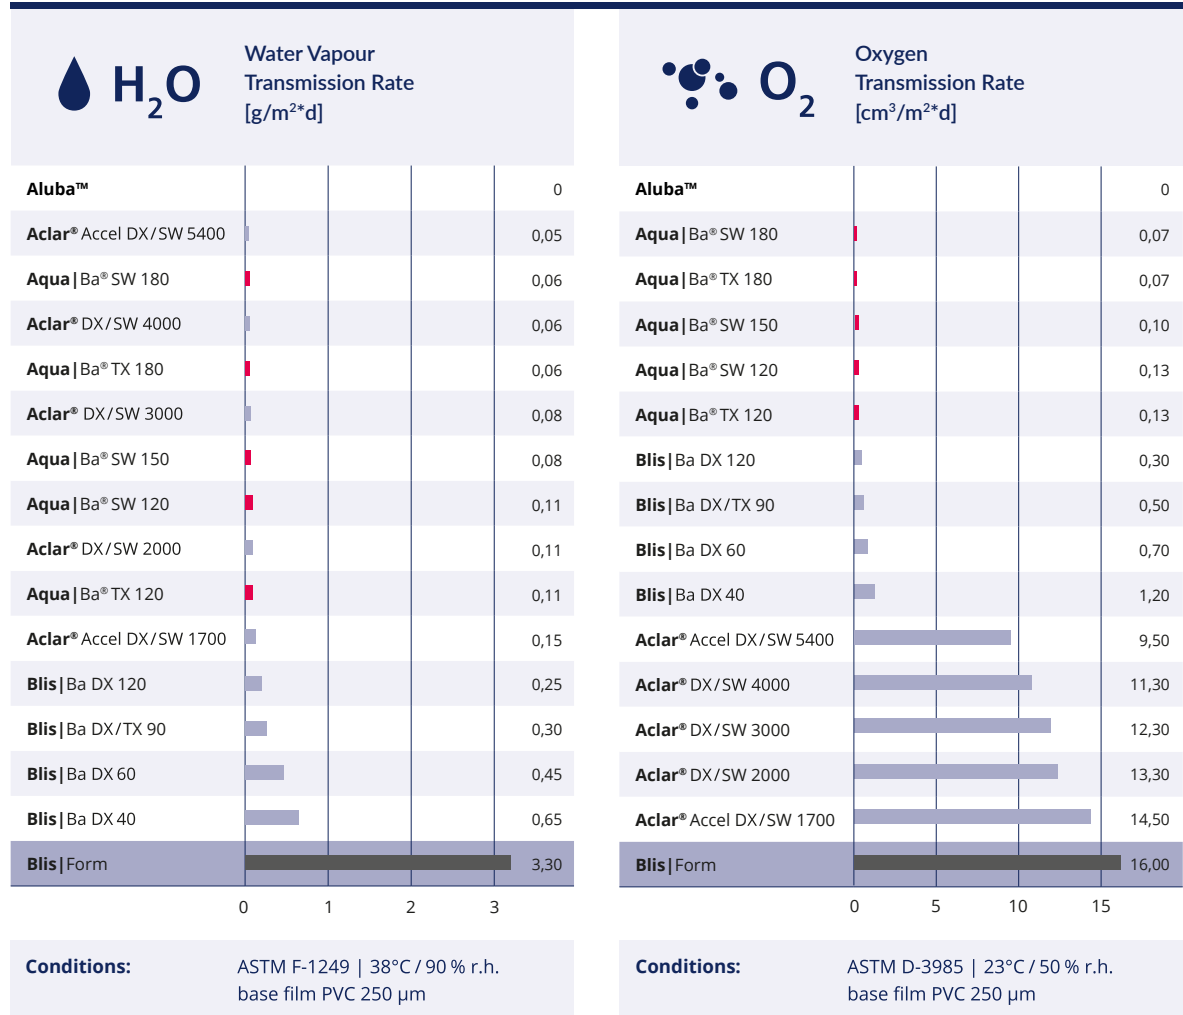 H2O
Water Vapour
Transmission Rate
[g/m²*d]
Aluba™ 0
Aclar® Accel DX/SW 5400 0,05
Aqua|Ba® SW 180 0,06
Aclar® DX/SW 4000 0,06
Aqua|Ba® TX 180 0,06
Aclar® DX/SW 3000 0,08
Aqua|Ba® SW 150 0,08
Aqua|Ba® SW 120 0,11
Aclar® DX/SW 2000 0,11
Aqua|Ba® TX 120 0,11
Aclar® Accel DX/SW 1700 0,15
Blis|Ba DX 120 0,25
Blis|Ba DX/TX 90 0,30
Blis|Ba DX 60 0,45
Blis|Ba DX 40 0,65
Blis|Form 3,30
0 1 2 3
Conditions: ASTM F-1249 | 38°C / 90 % r.h.
base film PVC 250 µm
O2
Oxygen
Transmission Rate
[cm³/m²*d]
Aluba™ 0
Aqua|Ba® SW 180 0,07
Aqua|Ba® TX 180 0,07
Aqua|Ba® SW 150 0,10
Aqua|Ba® SW 120 0,13
Aqua|Ba® TX 120 0,13
Blis|Ba DX 120 0,30
Blis|Ba DX/TX 90 0,50
Blis|Ba DX 60 0,70
Blis|Ba DX 40 1,20
Aclar® Accel DX/SW 5400 9,50
Aclar® DX/SW 4000 11,30
Aclar® DX/SW 3000 12,30
Aclar® DX/SW 2000 13,30
Aclar® Accel DX/SW 1700 14,50
Blis|Form 16,00
0 5 10 15
Conditions: ASTM D-3985 | 23°C / 50 % r.h.
base film PVC 250 µm